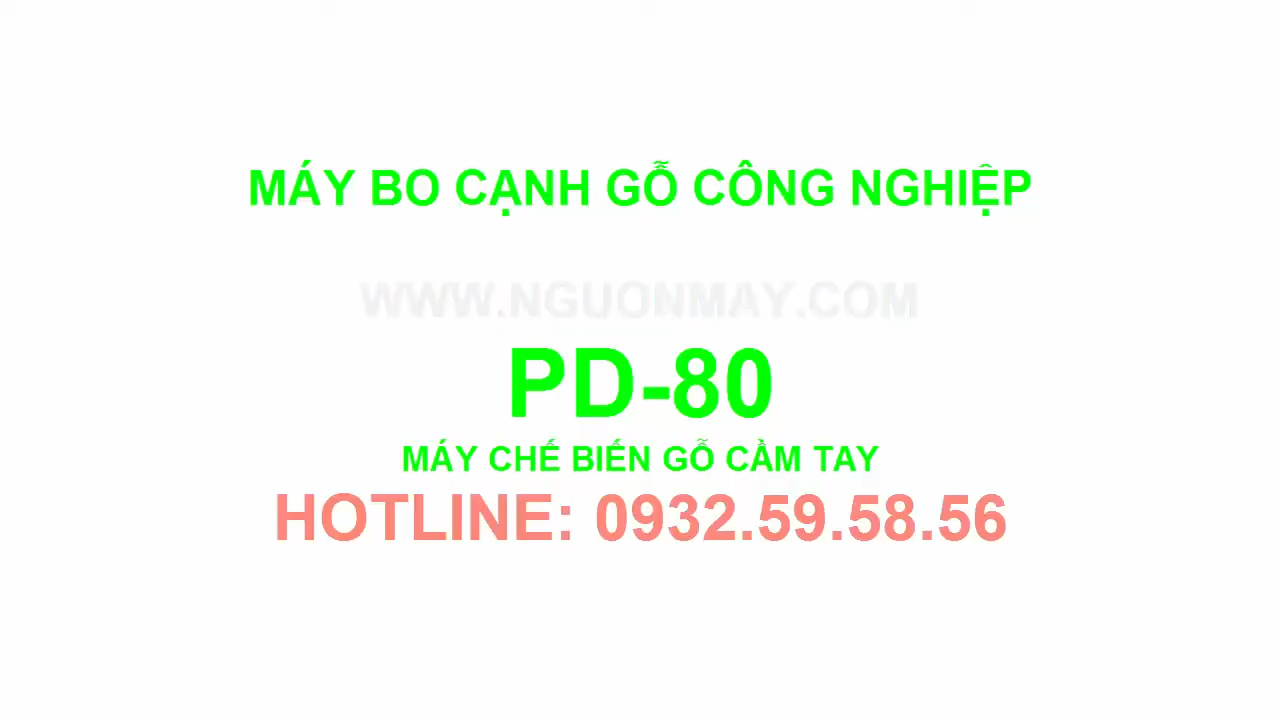 MÁY BO CẠNH GỖ CÔNG NGHIỆP
WWW.NGUONMAY.COM
PD-80
MÁY CHẾ BIẾN GỖ CẦM TAY
HOTLINE: 0932.59.58.56